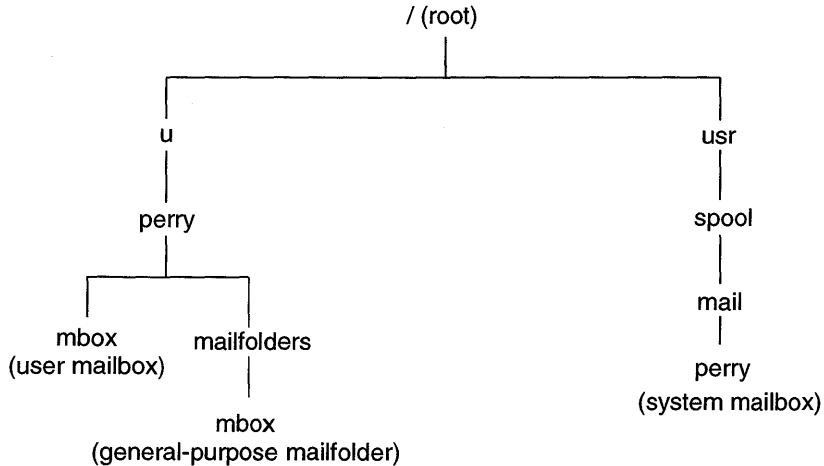 / (root)
u
usr
perry
spool
mail
mbox
(user mailbox)
mailfolders
perry
(system mailbox)
mbox
(general-purpose mailfolder)